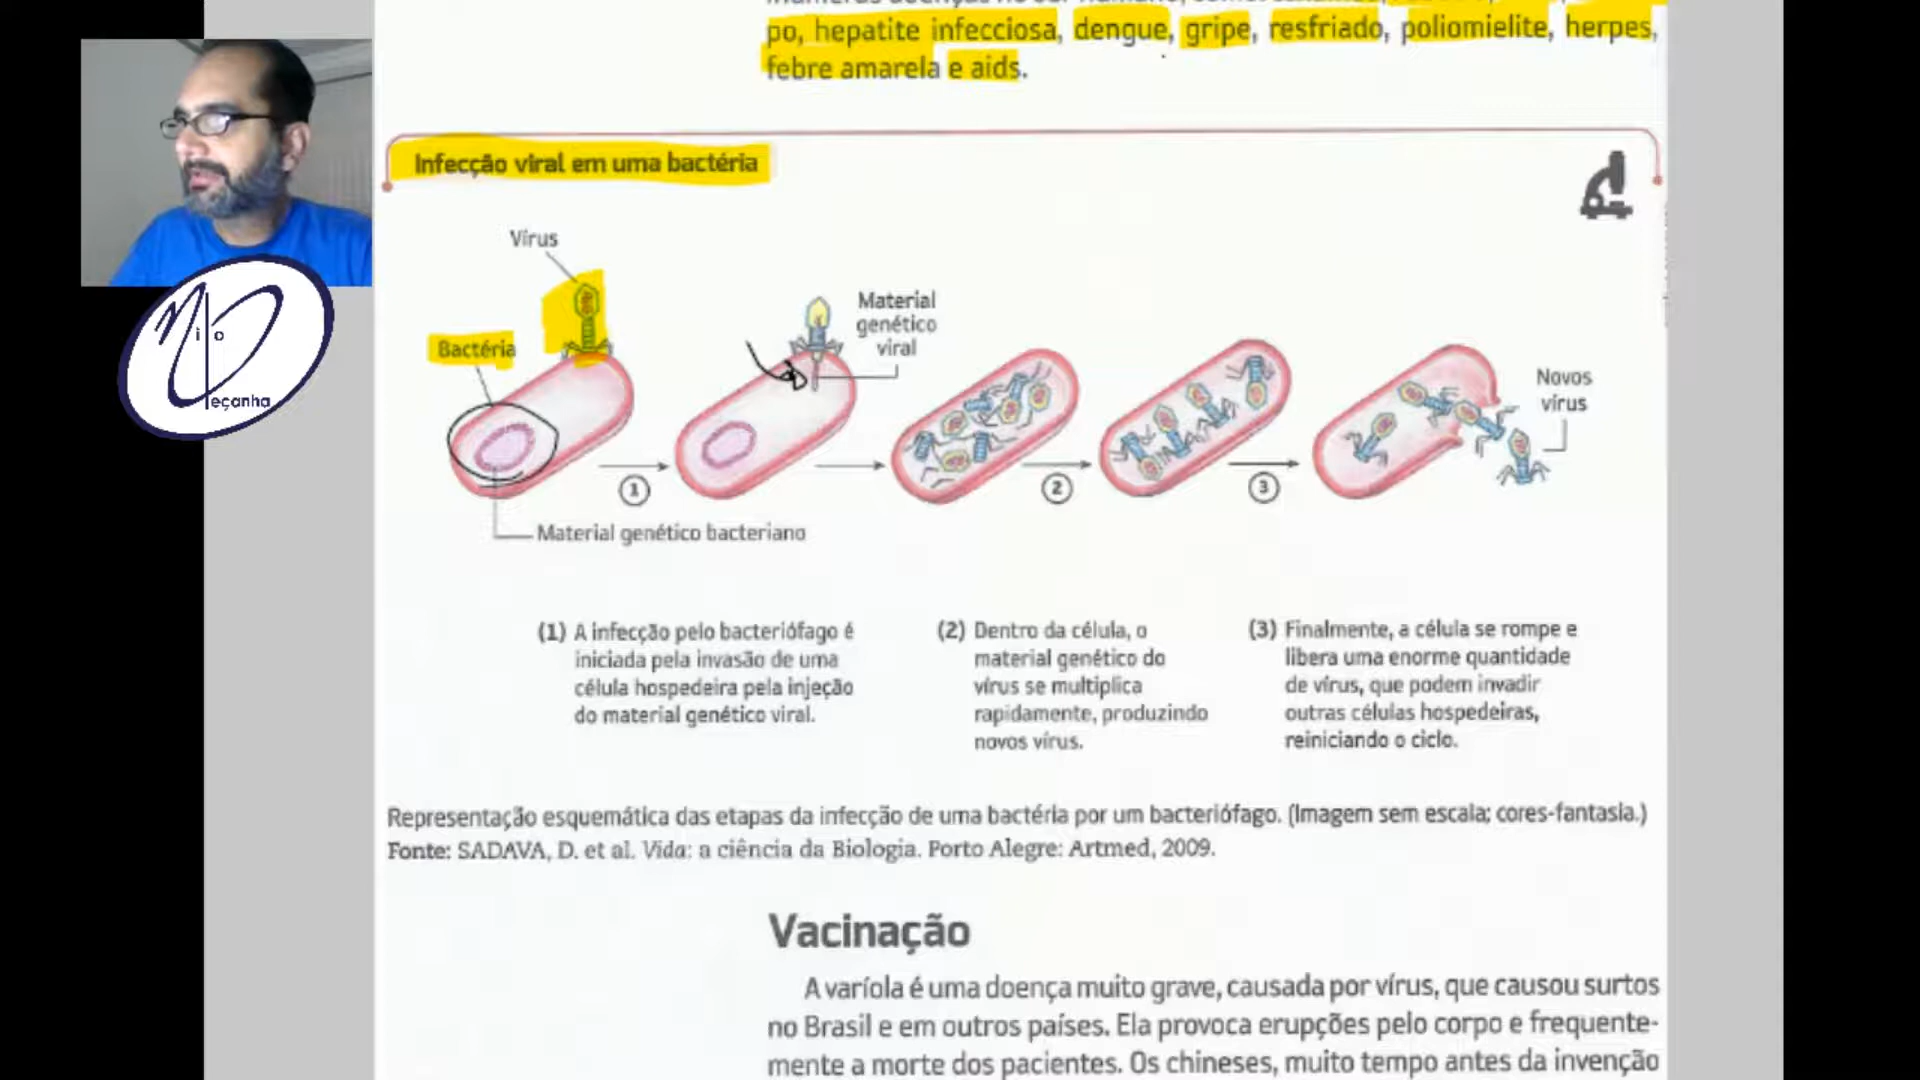 po, hepatite infecciosa, dengue, gripe, resfriado, poliomielite, herpes,
febre amarela e aids.
Infecção viral em uma bactéria
Vírus
Bactéria
Material
genético
viral
Novos
vírus
1
2
3
Material genético bacteriano
(1) A infecção pelo bacteriófago é
iniciada pela invasão de uma
célula hospedeira pela injeção
do material genético viral.
(2) Dentro da célula, o
material genético do
vírus se multiplica
rapidamente, produzindo
novos vírus.
(3) Finalmente, a célula se rompe e
libera uma enorme quantidade
de vírus, que podem invadir
outras células hospedeiras,
reiniciando o ciclo.
Representação esquemática das etapas da infecção de uma bactéria por um bacteriófago. (Imagem sem escala; cores-fantasia.)
Fonte: SADAVA, D. et al. Vida: a ciência da Biologia. Porto Alegre: Artmed, 2009.
Vacinação
A varíola é uma doença muito grave, causada por vírus, que causou surtos
no Brasil e em outros países. Ela provoca erupções pelo corpo e frequente-
mente a morte dos pacientes. Os chineses, muito tempo antes da invenção